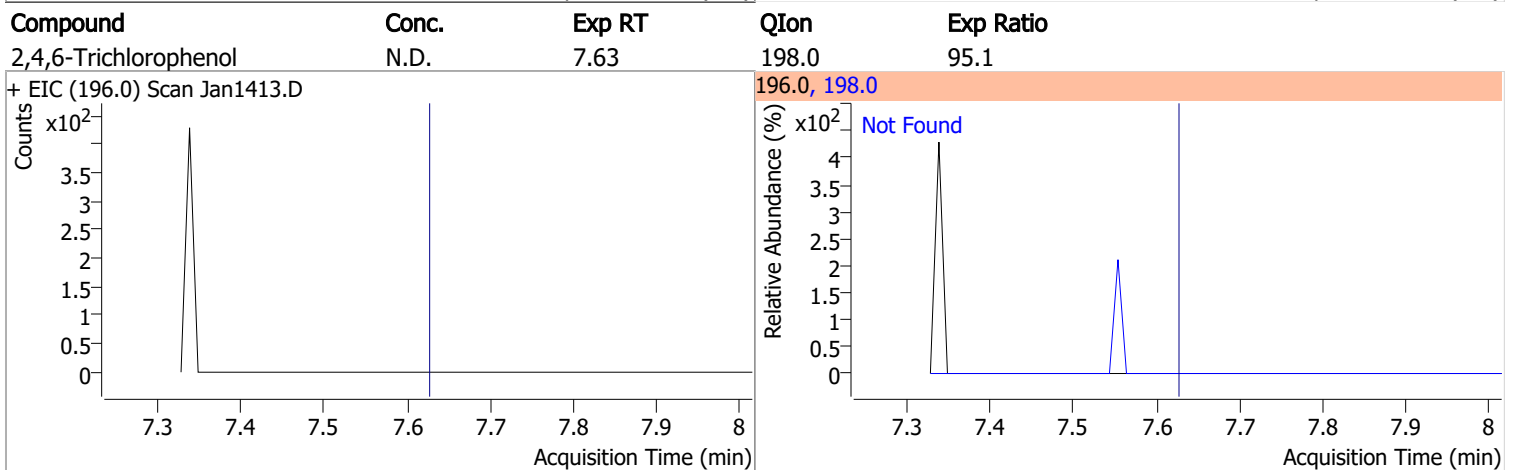 Compound Conc. Exp RT QIon Exp Ratio
2,4,6-Trichlorophenol N.D. 7.63 198.0 95.1
+ EIC (196.0) Scan Jan1413.D
Counts
x102
3.5
3
2.5
2
1.5
1
0.5
0
7.3 7.4 7.5 7.6 7.7 7.8 7.9 8
Acquisition Time (min)
196.0, 198.0
Relative Abundance (%)
x102
Not Found
4
3.5
3
2.5
2
1.5
1
0.5
0
7.3 7.4 7.5 7.6 7.7 7.8 7.9 8
Acquisition Time (min)